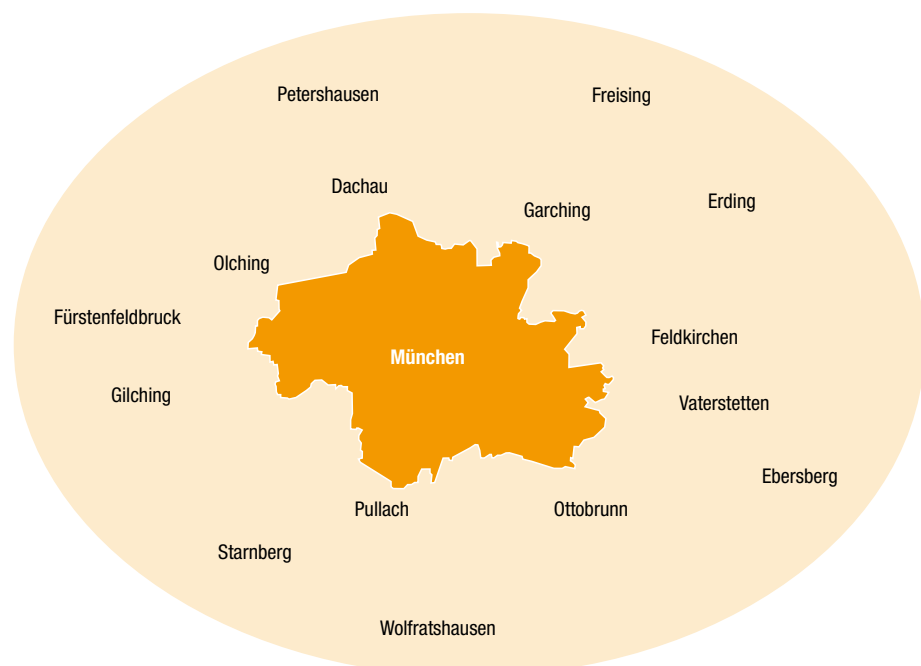 Petershausen
Freising
Dachau
Erding
Garching
Olching
Fürstenfeldbruck
Feldkirchen
München
Gilching
Vaterstetten
Ebersberg
Pullach
Ottobrunn
Starnberg
Wolfratshausen